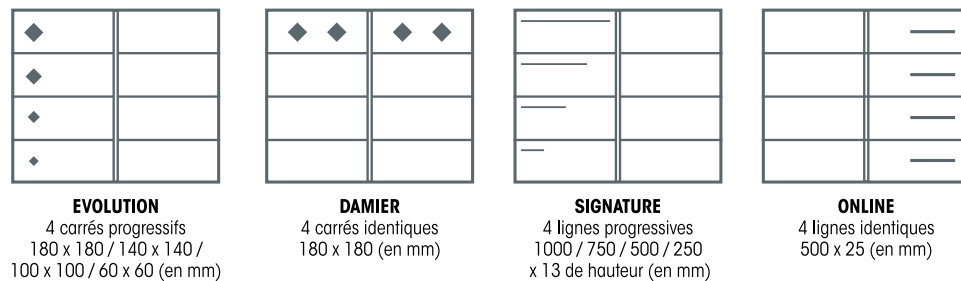 EVOLUTION
4 carrés progressifs
180 x 180 / 140 x 140 /
100 x 100 / 60 x 60 (en mm)
DAMIER
4 carrés identiques
180 x 180 (en mm)
SIGNATURE
4 lignes progressives
1000 / 750 / 500 / 250
x 13 de hauteur (en mm)
ONLINE
4 lignes identiques
500 x 25 (en mm)